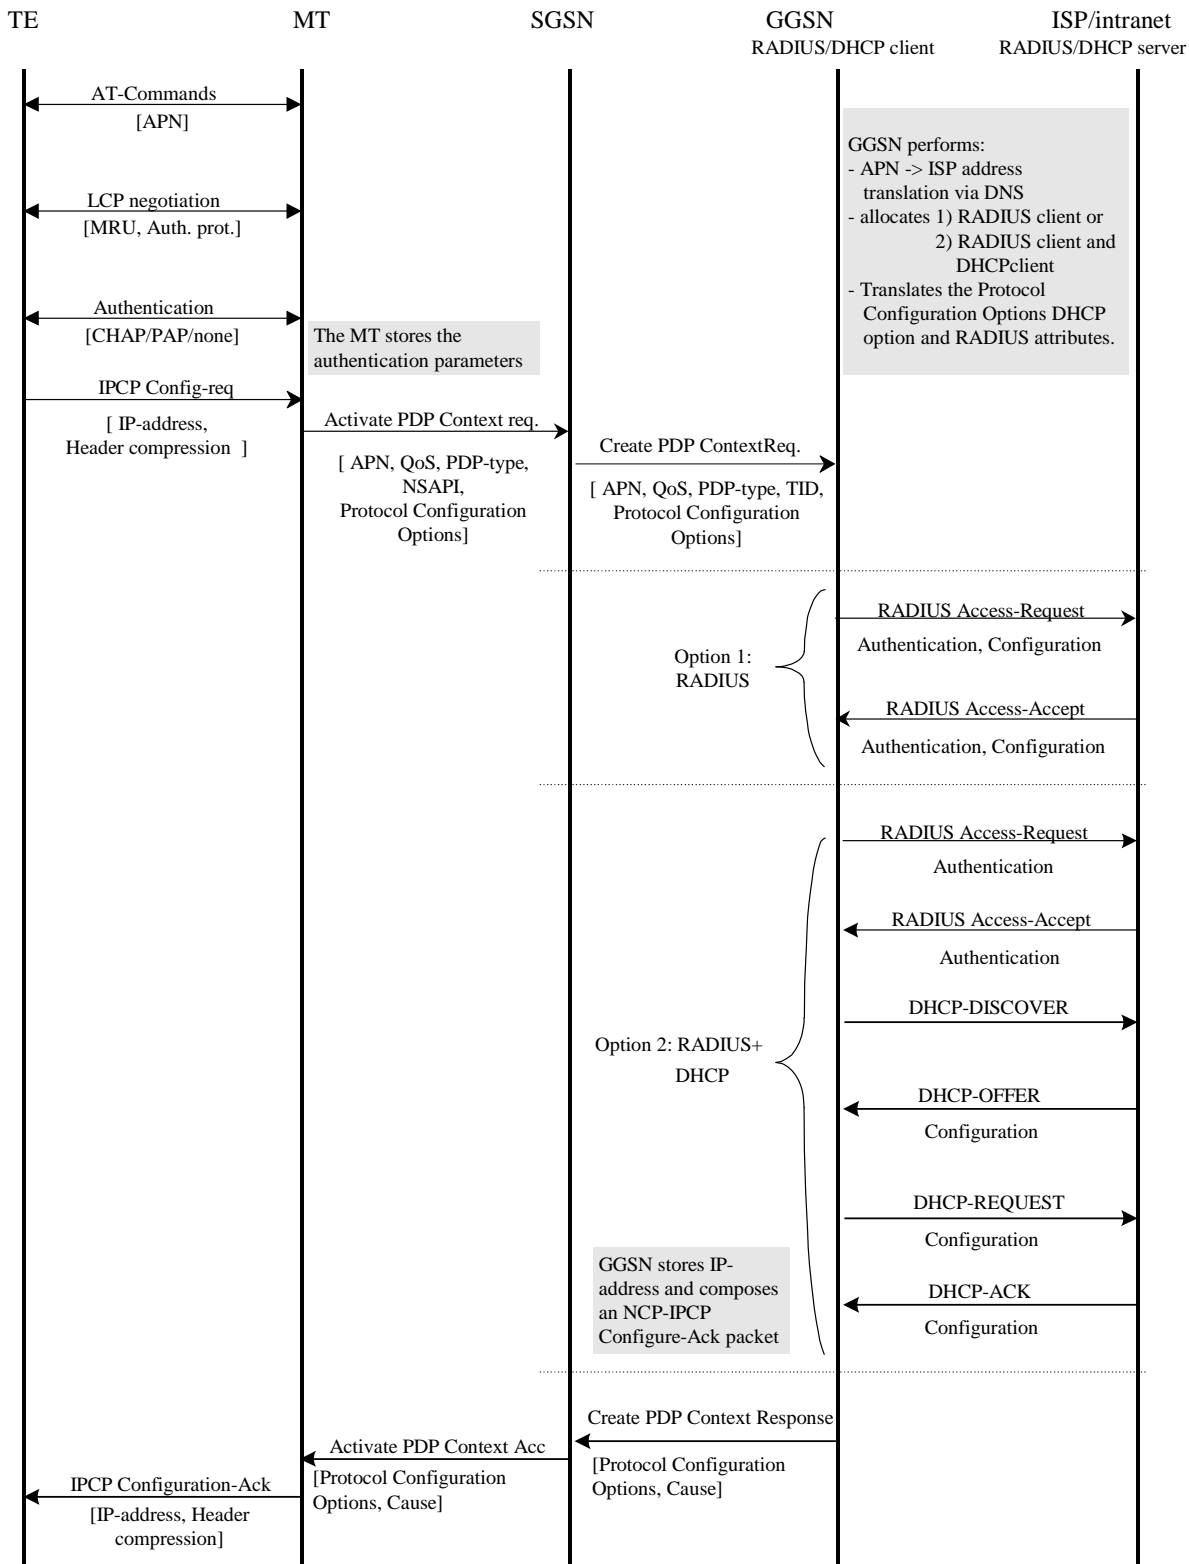 TE
MT
SGSN
GGSN
ISP/intranet
RADIUS/DHCP client
RADIUS/DHCP server
AT-Commands
[APN]
GGSN performs:
- APN -> ISP address
translation via DNS
- allocates 1) RADIUS client or
2) RADIUS client and
DHCPclient
- Translates the Protocol
Configuration Options DHCP
option and RADIUS attributes.
LCP negotiation
[MRU, Auth. prot.]
Authentication
[CHAP/PAP/none]
The MT stores the
authentication parameters
IPCP Config-req
[ IP-address,
Header compression ]
Activate PDP Context req.
[ APN, QoS, PDP-type,
NSAPI,
Protocol Configuration
Options]
Create PDP ContextReq.
[ APN, QoS, PDP-type, TID,
Protocol Configuration
Options]
RADIUS Access-Request
Authentication, Configuration
Option 1:
RADIUS
RADIUS Access-Accept
Authentication, Configuration
RADIUS Access-Request
Authentication
RADIUS Access-Accept
Authentication
DHCP-DISCOVER
Option 2: RADIUS+
DHCP
DHCP-OFFER
Configuration
DHCP-REQUEST
Configuration
GGSN stores IP-
address and composes
an NCP-IPCP
Configure-Ack packet
DHCP-ACK
Configuration
Create PDP Context Response
[Protocol Configuration
Options, Cause]
Activate PDP Context Acc
[Protocol Configuration
Options, Cause]
IPCP Configuration-Ack
[IP-address, Header
compression]